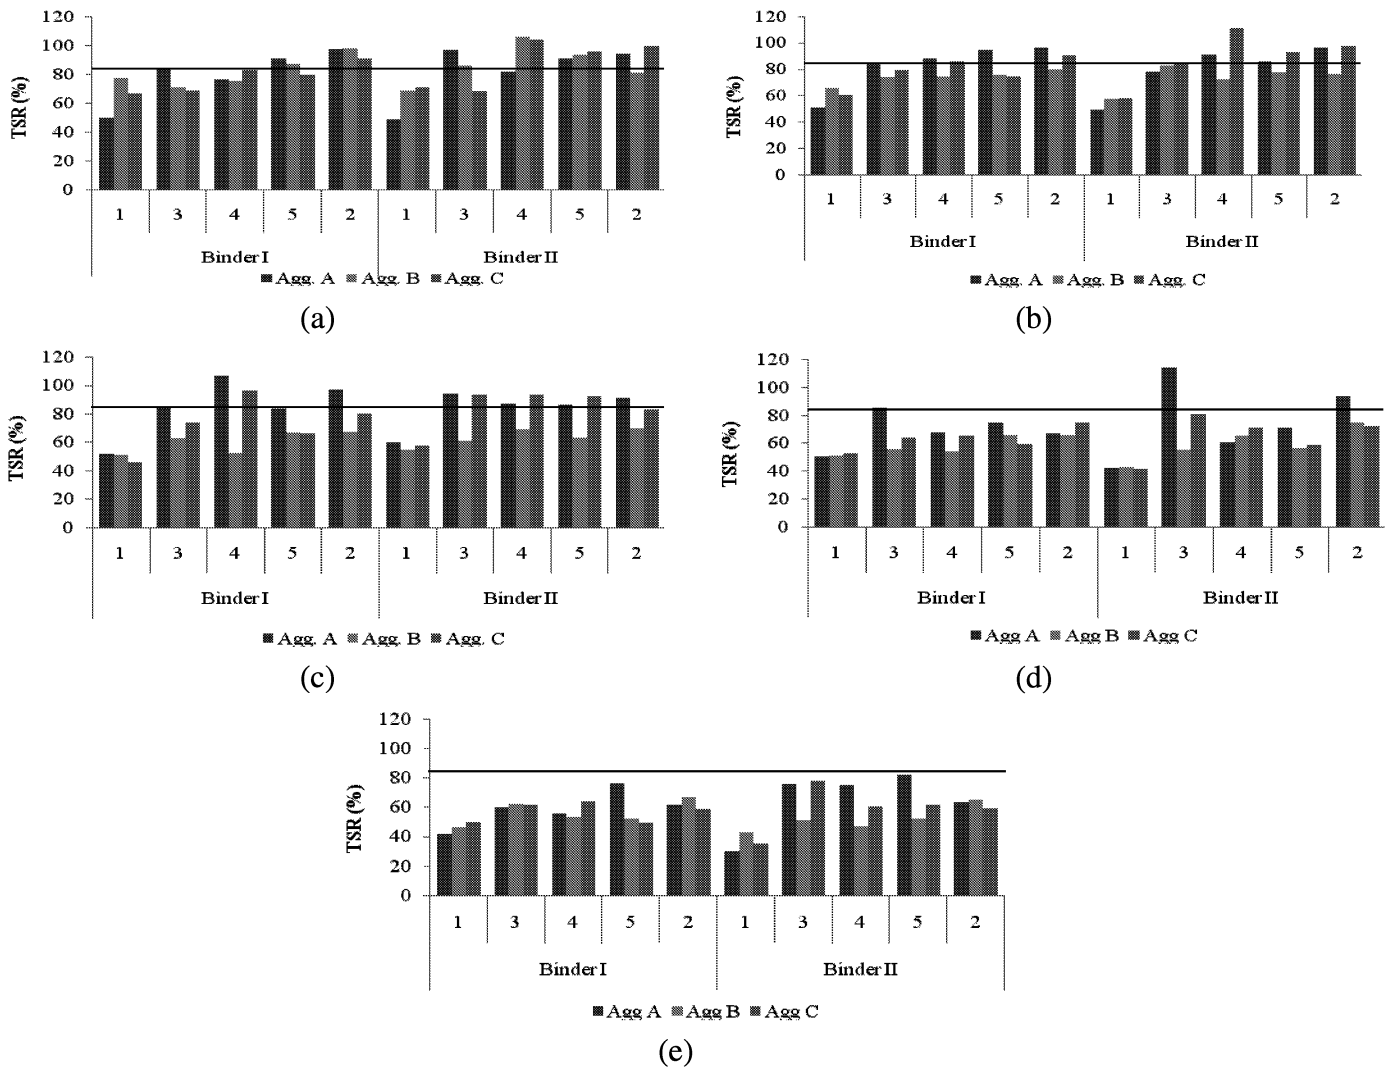 120
100
80
60
40
20
0
TSR (%)
1 3 4 5 2 1 3 4 5 2
Binder I Binder II
Agg. A Agg. B Agg. C
(a)
120
100
80
60
40
20
0
TSR (%)
1 3 4 5 2 1 3 4 5 2
Binder I Binder II
Agg. A Agg. B Agg. C
(b)
120
100
80
60
40
20
0
TSR (%)
1 3 4 5 2 1 3 4 5 2
Binder I Binder II
Agg. A Agg. B Agg. C
(c)
120
100
80
60
40
20
0
TSR (%)
1 3 4 5 2 1 3 4 5 2
Binder I Binder II
Agg A Agg B Agg C
(d)
120
100
80
60
40
20
0
TSR (%)
1 3 4 5 2 1 3 4 5 2
Binder I Binder II
Agg A Agg B Agg C
(e)